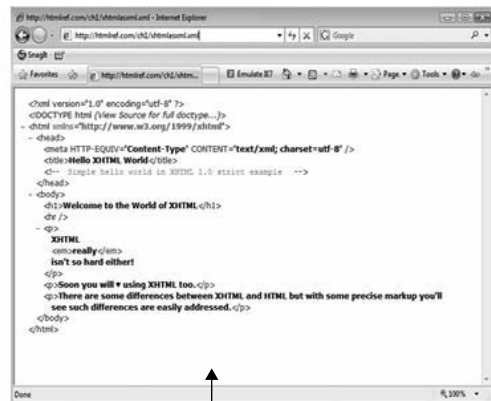 http://htmlref.com/ch1/xhtmlasxml.xml - Internet Explorer
http://htmlref.com/ch1/xhtmlasxml.xml Google
SnagIt
Favorites http://htmlref.com/ch1/xhtm... Emulate IE7 Page Tools
<?xml version="1.0" encoding="utf-8" ?>
<!DOCTYPE html (View Source for full doctype...)>
- <html xmlns="http://www.w3.org/1999/xhtml">
- <head>
<meta HTTP-EQUIV="Content-Type" CONTENT="text/xml; charset=utf-8" />
<title>Hello XHTML World</title>
<!-- Simple hello world in XHTML 1.0 strict example -->
</head>
- <body>
<h1>Welcome to the World of XHTML</h1>
<hr />
- <p>
XHTML
<em>really</em>
isn't so hard either!
</p>
<p>Soon you will ♥ using XHTML too.</p>
<p>There are some differences between XHTML and HTML but with some precise markup you'll
see such differences are easily addressed.</p>
</body>
</html>
Done 100%